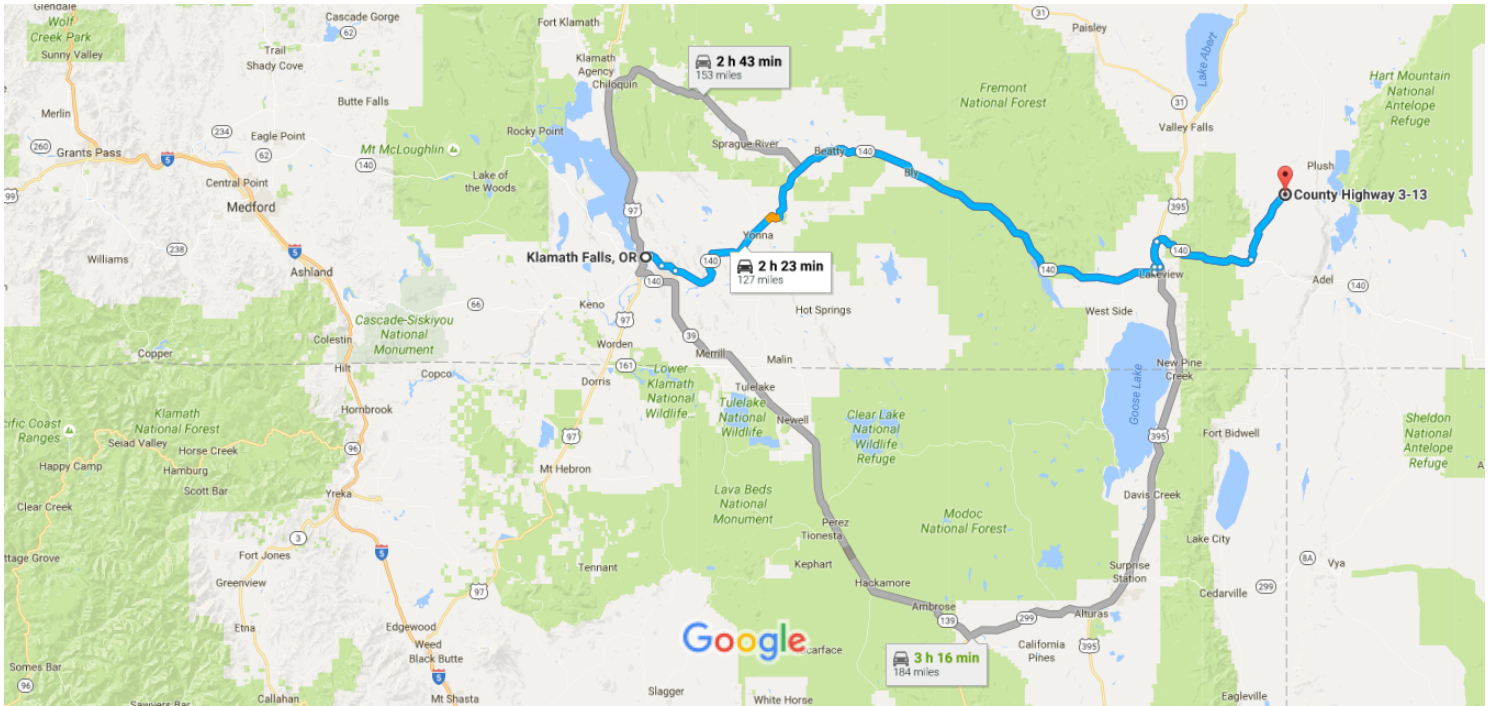 Glendale
Wolf
Creek Park
Sunny Valley
Cascade Gorge
62
Fort Klamath
31
Paisley
Trail
Shady Cove
Klamath
Agency
Chiloquin
2 h 43 min
153 miles
Lake Abert
Hart Mountain
National
Antelope
Refuge
Merlin
Butte Falls
Fremont
National Forest
31
Valley Falls
260
Grants Pass
5
234
Eagle Point
62
Rocky Point
Mt McLoughlin
140
Sprague River
Beatty
140
Bly
Plush
Central Point
Medford
Lake of
the Woods
99
97
395
County Highway 3-13
238
Williams
5
Yonna
140
Klamath Falls, OR
140
2 h 23 min
127 miles
140
Lakeview
Ashland
140
Adel
140
66
Keno
97
Hot Springs
West Side
Cascade-Siskiyou
National
Monument
Colestin
Worden
39
Merrill
Malin
Copper
Hilt
Copco
161
Dorris
Lower
Klamath
National
Wildlife
Tulelake
New Pine
Creek
Goose Lake
Hornbrook
Tulelake
National
Wildlife
Newell
Clear Lake
National
Wildlife
Refuge
395
Fort Bidwell
Sheldon
National
Antelope
Refuge
Klamath
National Forest
cific Coast
Ranges
Seiad Valley
Horse Creek
96
97
Happy Camp
Hamburg
Mt Hebron
Scott Bar
Yreka
Lava Beds
National
Monument
Davis Creek
Clear Creek
Modoc
National Forest
Perez
Tionesta
3
5
Lake City
ttage Grove
Fort Jones
Greenview
Tennant
Kephart
Surprise
Station
8A
Vya
97
Hackamore
299
Cedarville
Etna
Edgewood
Ambrose
139
299
Alturas
Weed
Black Butte
Google
carface
California
Pines
395
Somes Bar
96
5
3 h 16 min
184 miles
Sawyers Bar
Callahan
Mt Shasta
Slagger
White Horse
Eagleville